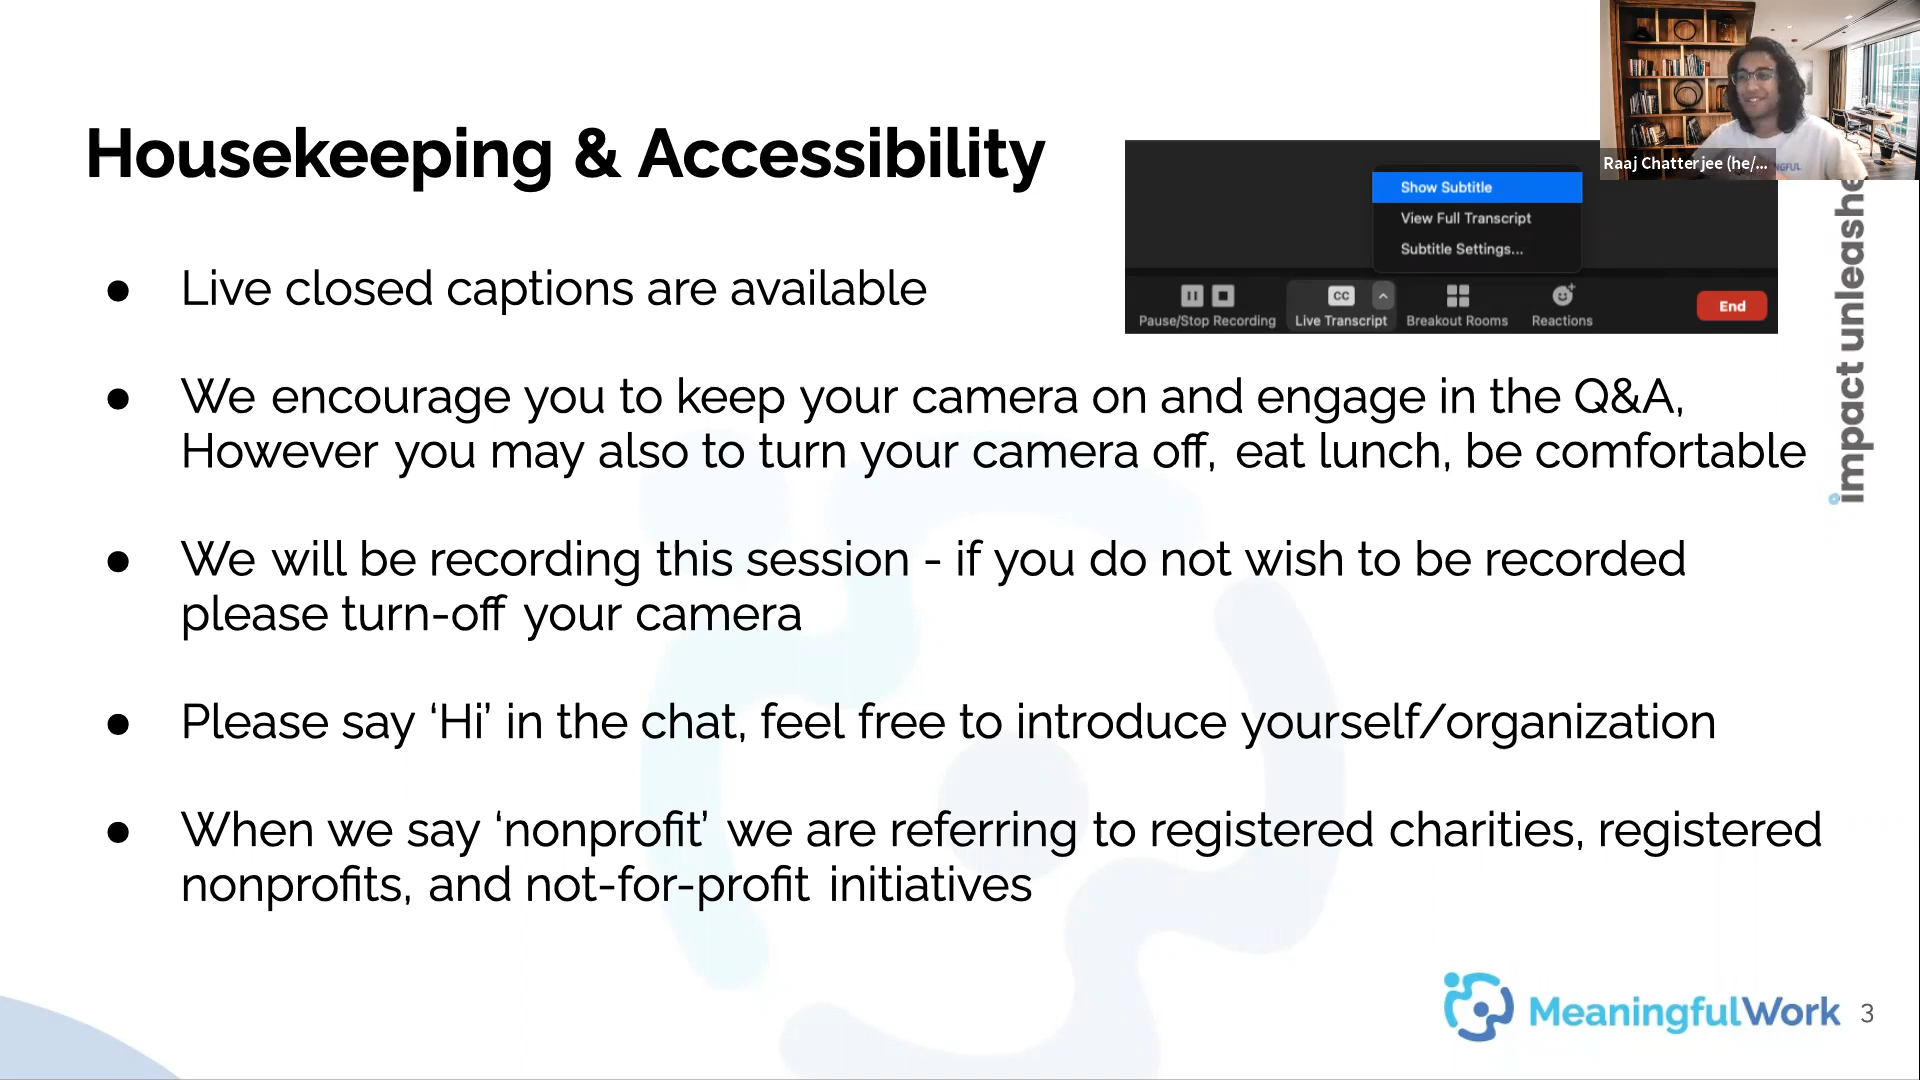 Housekeeping & Accessibility
Raaj Chatterjee (he/...
Show Subtitle
View Full Transcript
Subtitle Settings...
Pause/Stop Recording
CC
Live Transcript
Breakout Rooms
Reactions
End
impact unleashe
● Live closed captions are available
● We encourage you to keep your camera on and engage in the Q&A,
However you may also to turn your camera off, eat lunch, be comfortable
● We will be recording this session - if you do not wish to be recorded
please turn-off your camera
● Please say ‘Hi’ in the chat, feel free to introduce yourself/organization
● When we say ‘nonprofit’ we are referring to registered charities, registered
nonprofits, and not-for-profit initiatives
MeaningfulWork
3